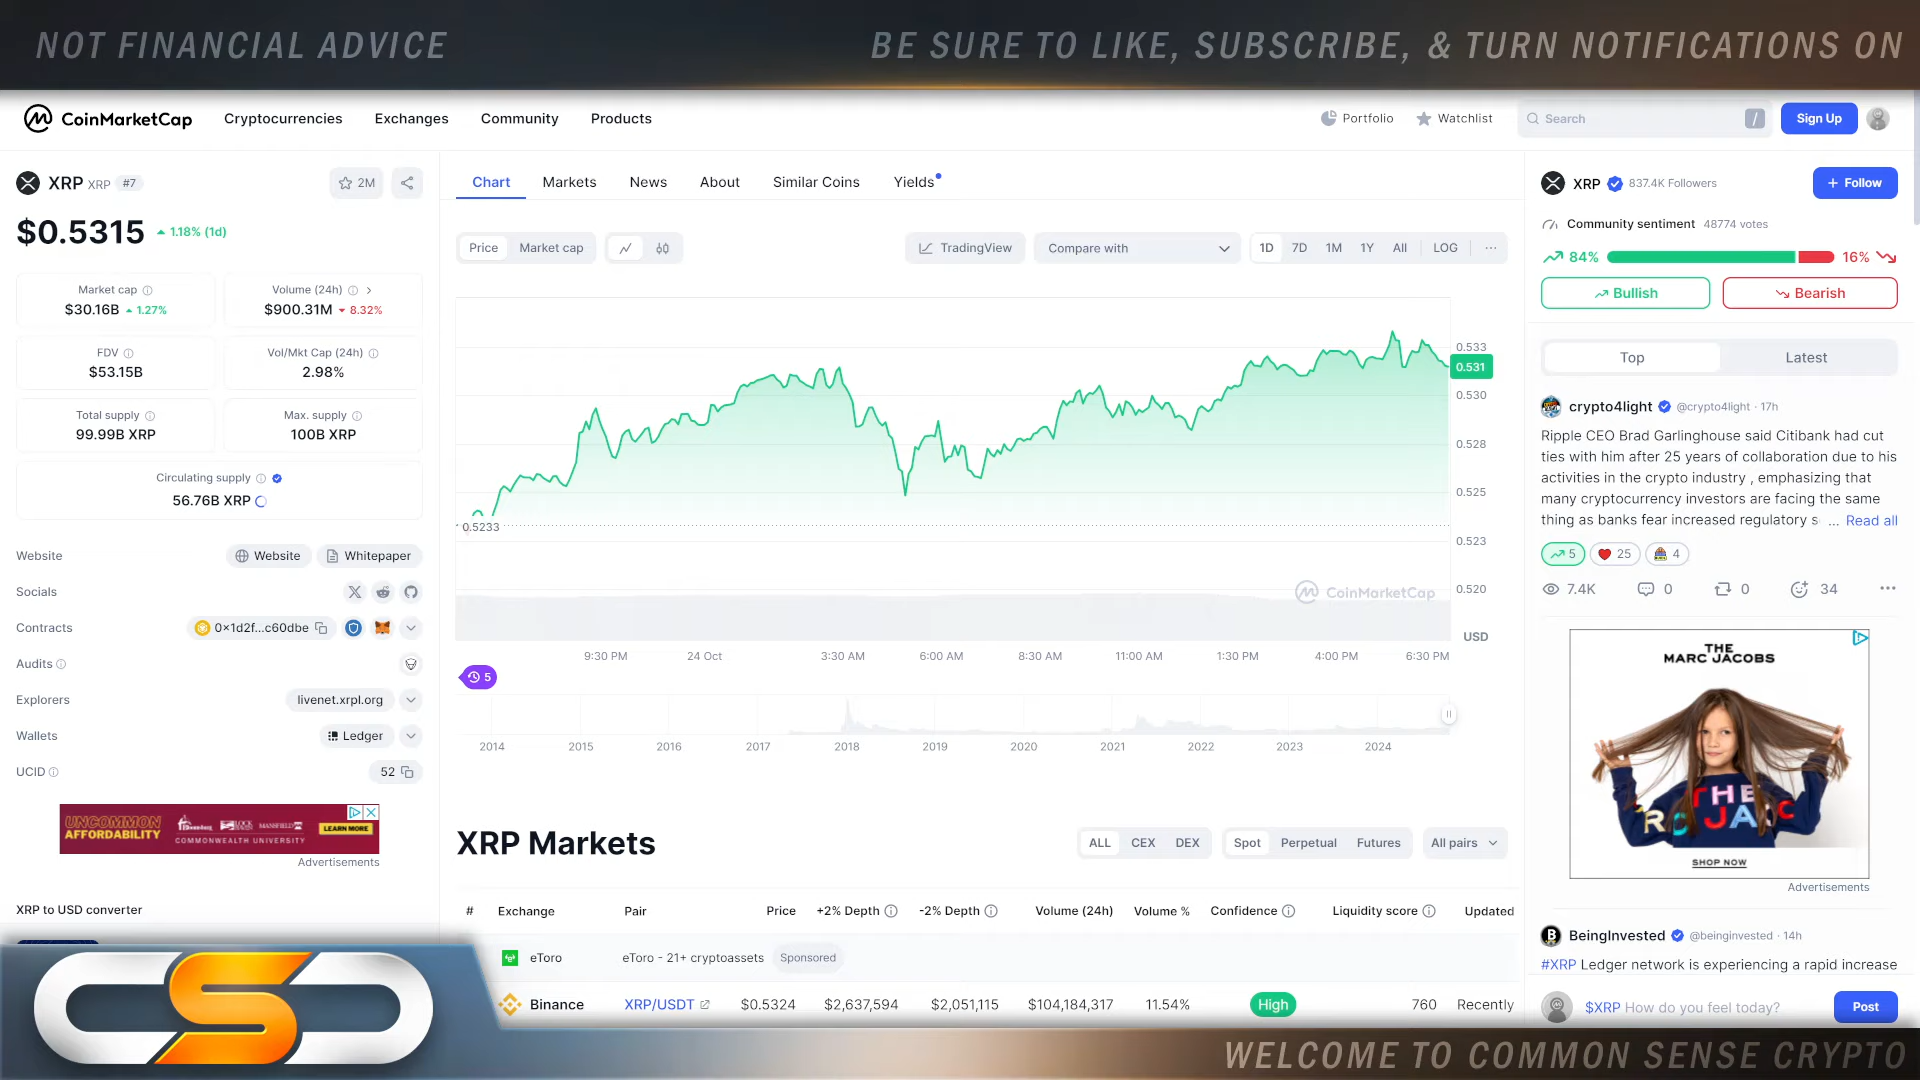 NOT FINANCIAL ADVICE
BE SURE TO LIKE, SUBSCRIBE, & TURN NOTIFICATIONS ON
CoinMarketCap
Cryptocurrencies
Exchanges
Community
Products
Portfolio
Watchlist
Search
/
Sign Up
XRP XRP #7
2M
$0.5315
1.18% (1d)
Market cap
$30.16B 1.27%
Volume (24h)
$900.31M 8.32%
FDV
$53.15B
Vol/Mkt Cap (24h)
2.98%
Total supply
99.99B XRP
Max. supply
100B XRP
Circulating supply
56.76B XRP
Website
Website
Whitepaper
Socials
Contracts
0x1d2f...c60dbe
Audits
Explorers
livenet.xrpl.org
Wallets
Ledger
UCID
52
UNCOMMON
AFFORDABILITY
Bloomsburg
LOCK HAVEN
MANSFIELD
COMMONWEALTH UNIVERSITY
LEARN MORE
Advertisements
XRP to USD converter
Chart
Markets
News
About
Similar Coins
Yields
Price
Market cap
TradingView
Compare with
1D
7D
1M
1Y
All
LOG
...
0.533
0.531
0.530
0.528
0.525
0.523
0.520
0.5233
CoinMarketCap
USD
9:30 PM
24 Oct
3:30 AM
6:00 AM
8:30 AM
11:00 AM
1:30 PM
4:00 PM
6:30 PM
5
2014
2015
2016
2017
2018
2019
2020
2021
2022
2023
2024
XRP Markets
ALL
CEX
DEX
Spot
Perpetual
Futures
All pairs
# Exchange Pair Price +2% Depth -2% Depth Volume (24h) Volume % Confidence Liquidity score Updated
eToro eToro - 21+ cryptoassets Sponsored
Binance XRP/USDT $0.5324 $2,637,594 $2,051,115 $104,184,317 11.54% High 760 Recently
XRP 837.4K Followers
+ Follow
Community sentiment 48774 votes
84%
16%
Bullish
Bearish
Top
Latest
crypto4light @crypto4light · 17h
Ripple CEO Brad Garlinghouse said Citibank had cut
ties with him after 25 years of collaboration due to his
activities in the crypto industry , emphasizing that
many cryptocurrency investors are facing the same
thing as banks fear increased regulatory s ... Read all
5
25
4
7.4K
0
0
34
THE
MARC JACOBS
THE
SHOP NOW
Advertisements
BeingInvested @beinginvested · 14h
#XRP Ledger network is experiencing a rapid increase
$XRP How do you feel today?
Post
CSC
WELCOME TO COMMON SENSE CRYPTO